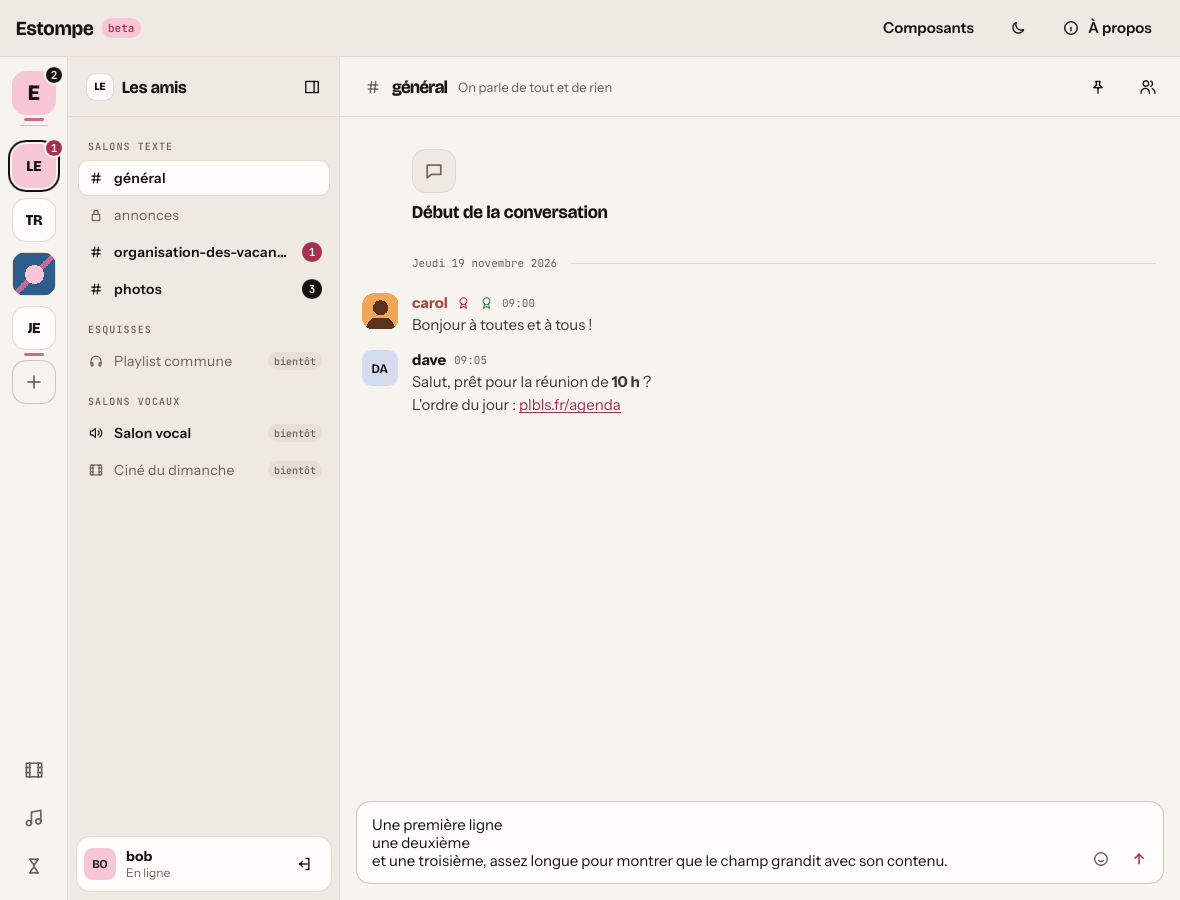 Estompe beta
Composants
À propos
E 2
LE 1
TR
JE
LE Les amis
SALONS TEXTE
# général
annonces
# organisation-des-vacan… 1
# photos 3
ESQUISSES
Playlist commune bientôt
SALONS VOCAUX
Salon vocal bientôt
Ciné du dimanche bientôt
BO bob
En ligne
# général On parle de tout et de rien
Début de la conversation
Jeudi 19 novembre 2026
carol 09:00
Bonjour à toutes et à tous !
DA dave 09:05
Salut, prêt pour la réunion de 10 h ?
L'ordre du jour : plbls.fr/agenda
Une première ligne
une deuxième
et une troisième, assez longue pour montrer que le champ grandit avec son contenu.